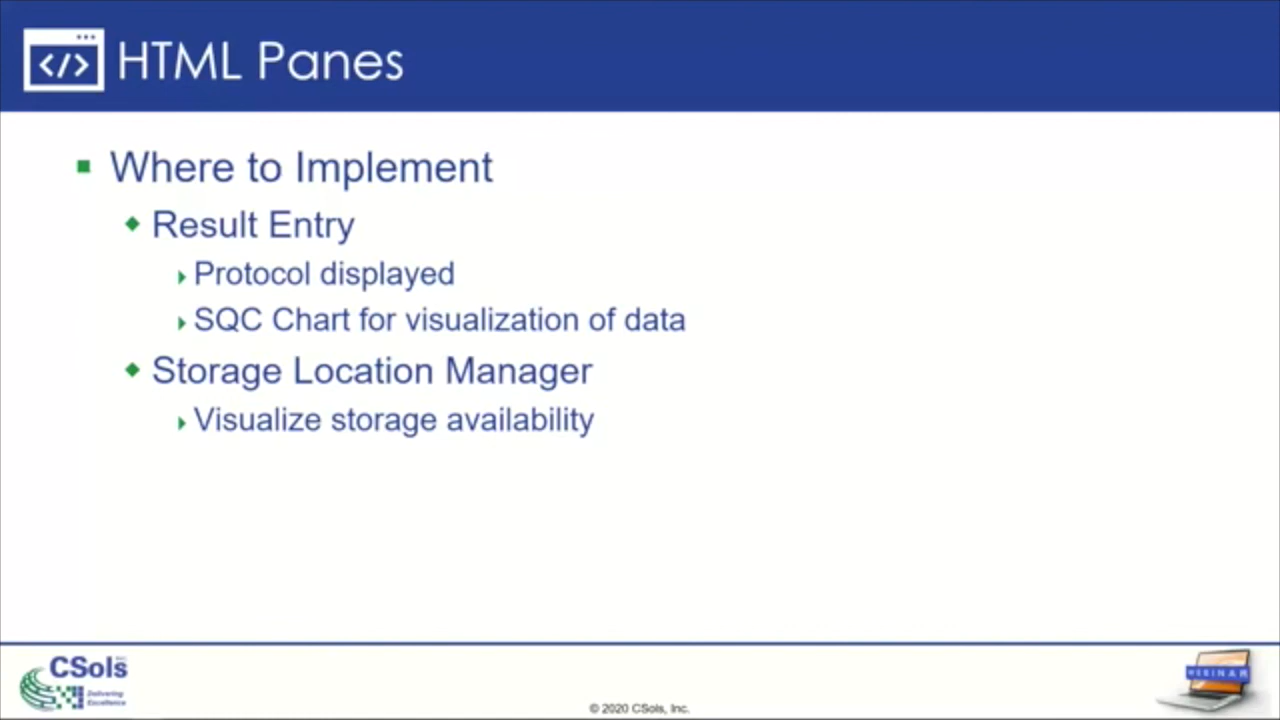 </>
HTML Panes
Where to Implement
Result Entry
Protocol displayed
SQC Chart for visualization of data
Storage Location Manager
Visualize storage availability
CSols
Delivering
Excellence
© 2020 CSols, Inc.
WEBINAR